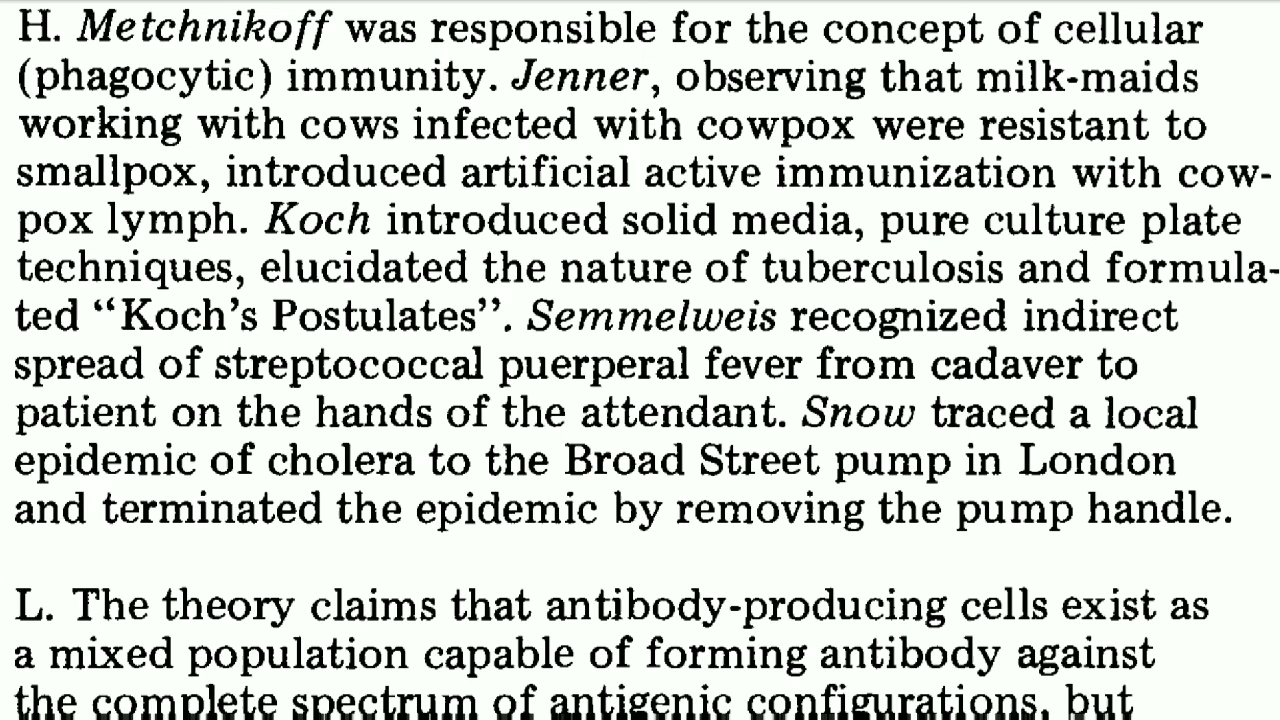 H. Metchnikoff was responsible for the concept of cellular
(phagocytic) immunity. Jenner, observing that milk-maids
working with cows infected with cowpox were resistant to
smallpox, introduced artificial active immunization with cow-
pox lymph. Koch introduced solid media, pure culture plate
techniques, elucidated the nature of tuberculosis and formula-
ted “Koch’s Postulates”. Semmelweis recognized indirect
spread of streptococcal puerperal fever from cadaver to
patient on the hands of the attendant. Snow traced a local
epidemic of cholera to the Broad Street pump in London
and terminated the epidemic by removing the pump handle.
L. The theory claims that antibody-producing cells exist as
a mixed population capable of forming antibody against
the complete spectrum of antigenic configurations, but